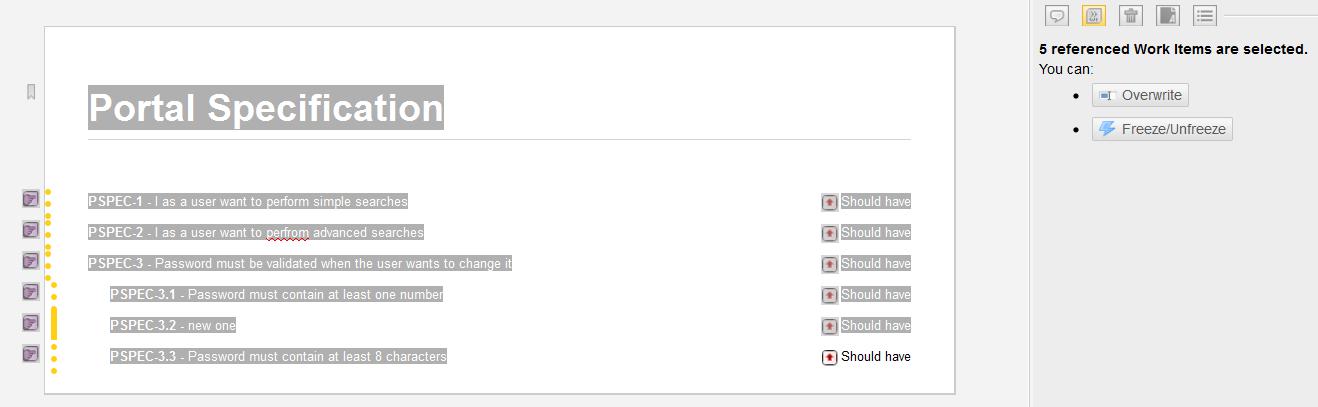 5 referenced Work Items are selected.
You can:
Overwrite
Freeze/Unfreeze
Portal Specification
PSPEC-1 - I as a user want to perform simple searches Should have
PSPEC-2 - I as a user want to perfrom advanced searches Should have
PSPEC-3 - Password must be validated when the user wants to change it Should have
PSPEC-3.1 - Password must contain at least one number Should have
PSPEC-3.2 - new one Should have
PSPEC-3.3 - Password must contain at least 8 characters Should have